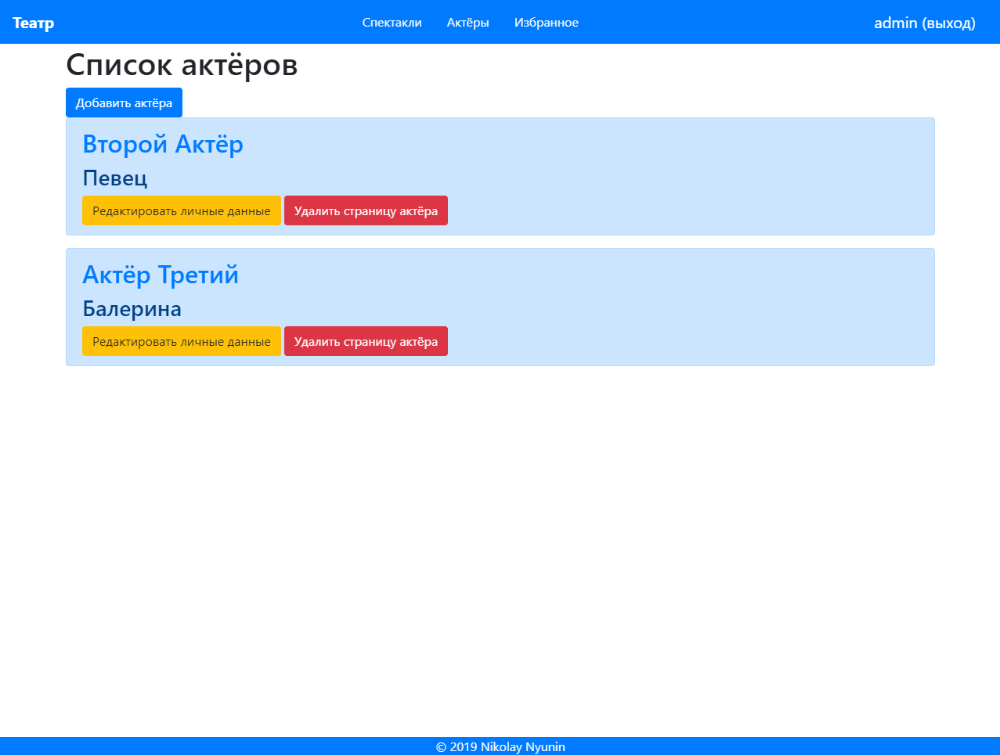 Театр Спектакли Актёры Избранное admin (выход)
Список актёров
Добавить актёра
Второй Актёр
Певец
Редактировать личные данные Удалить страницу актёра
Актёр Третий
Балерина
Редактировать личные данные Удалить страницу актёра
© 2019 Nikolay Nyunin